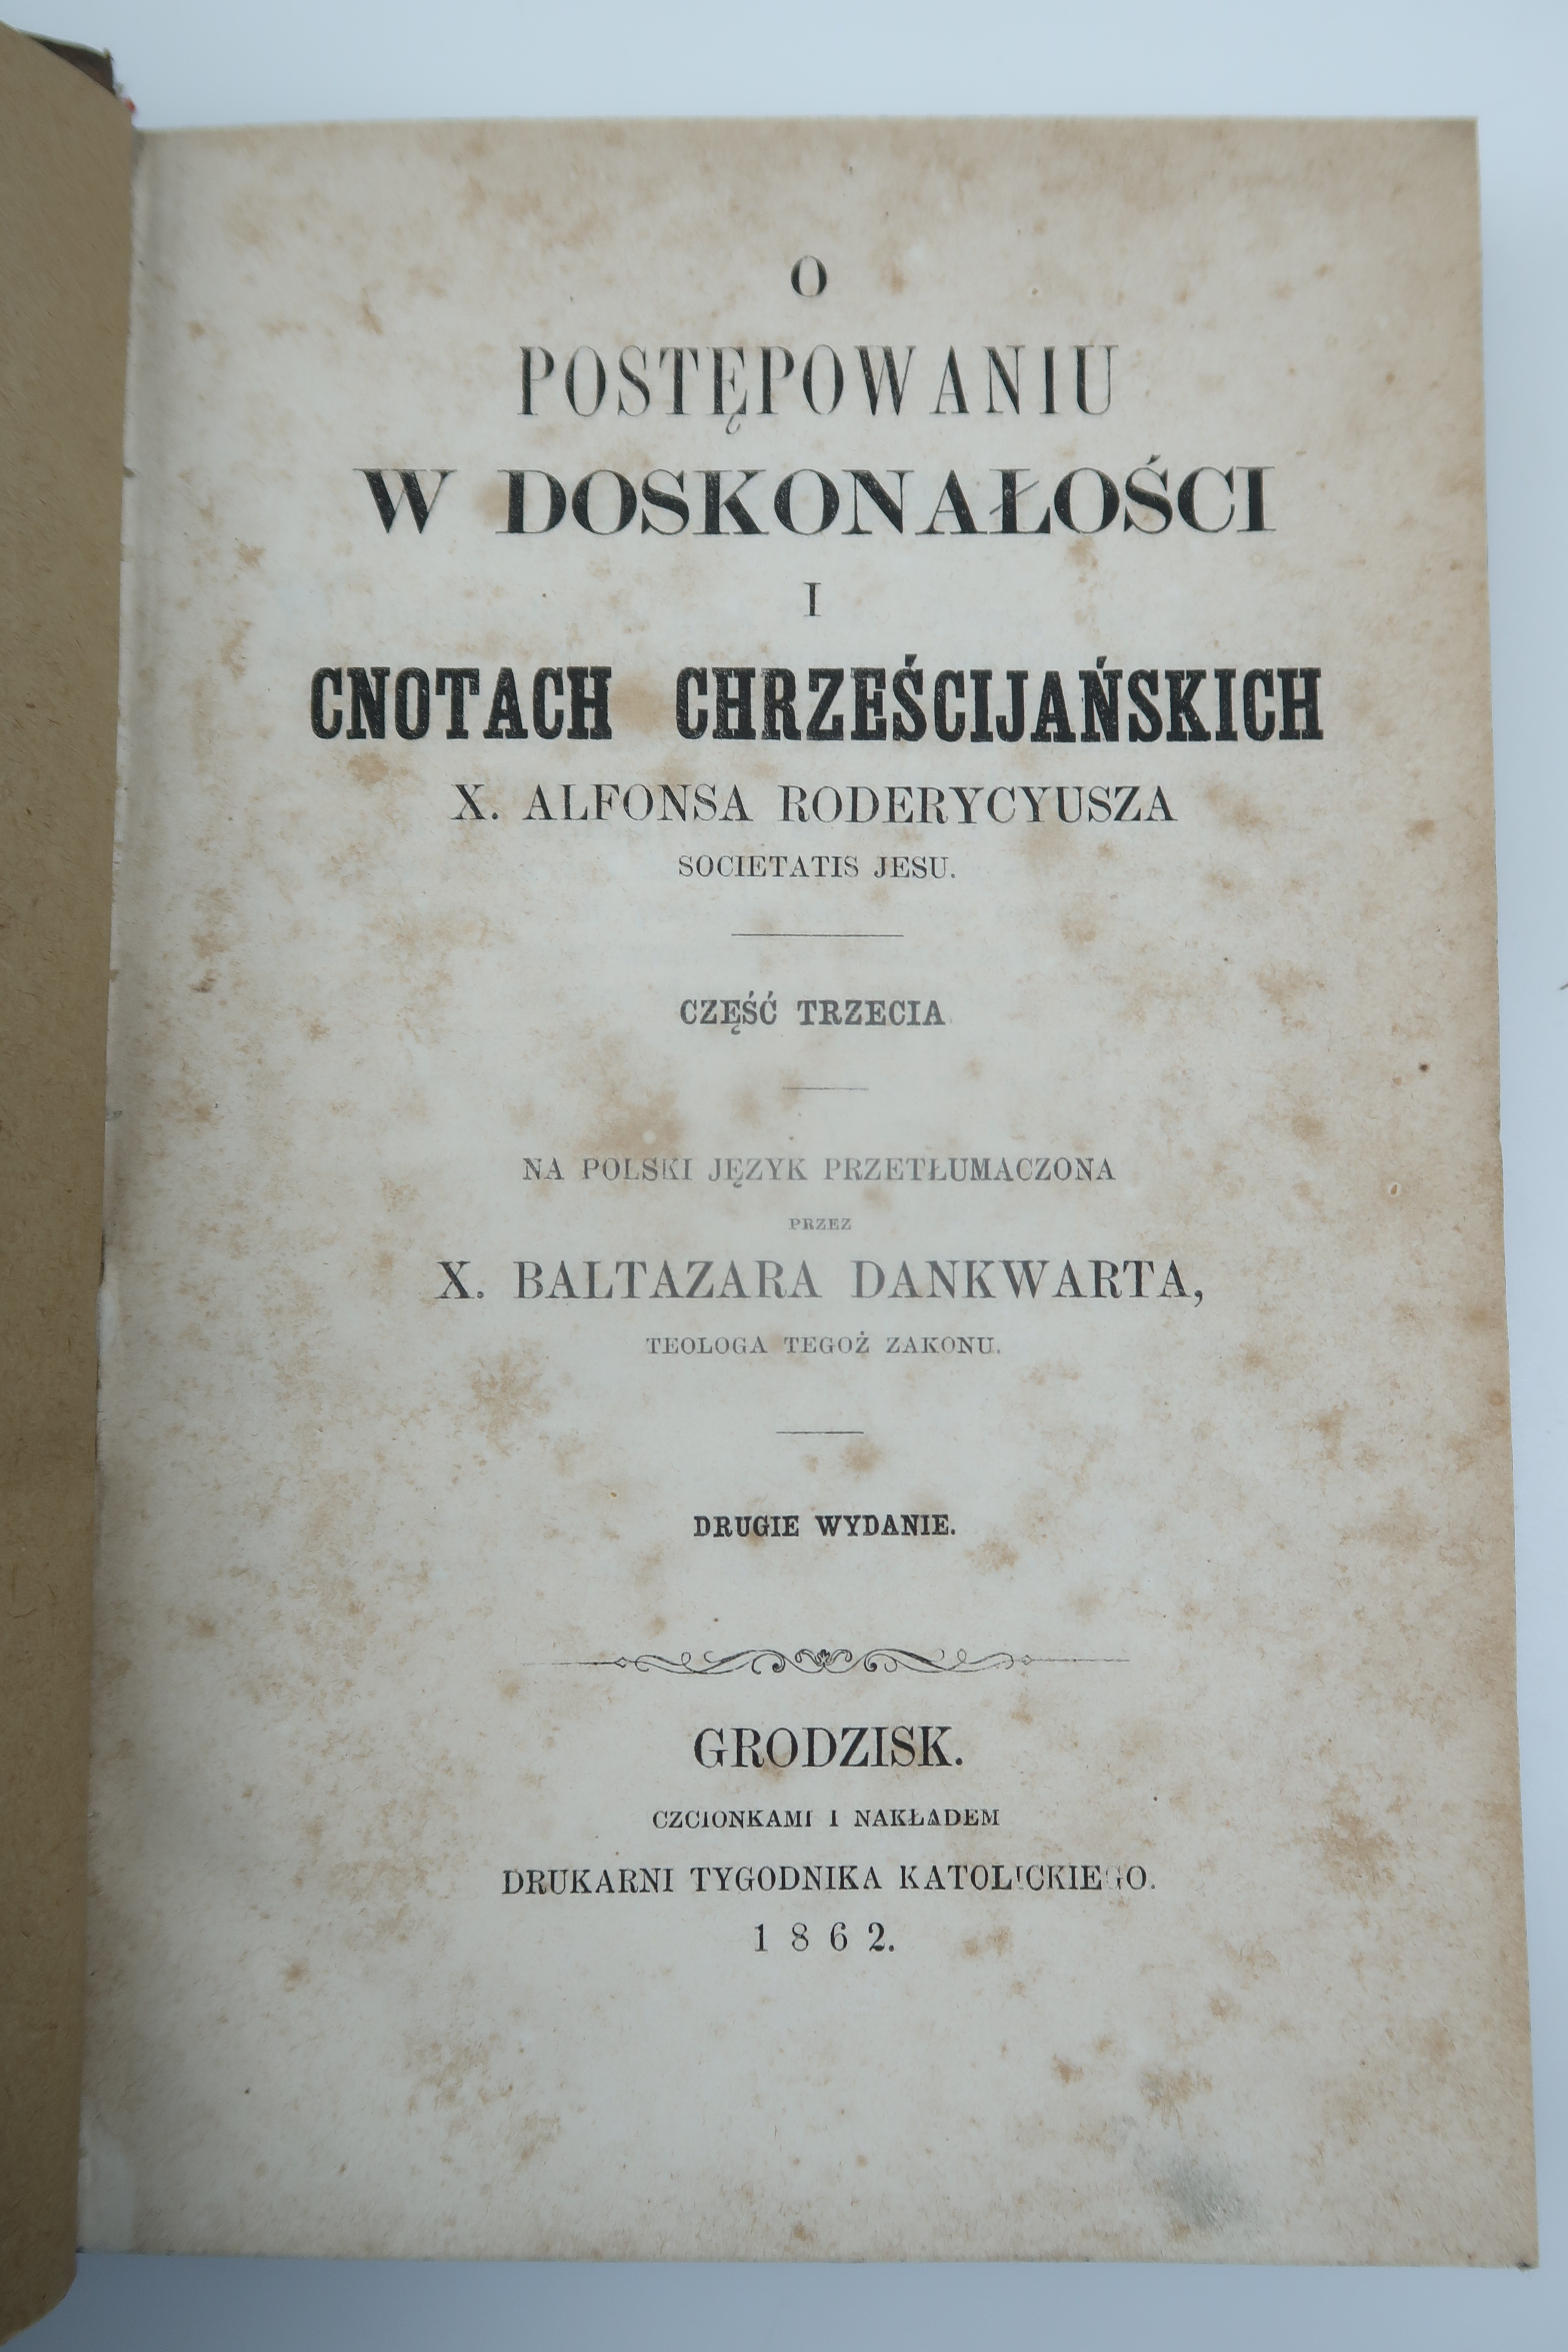 O
POSTĘPOWANIU
W DOSKONAŁOŚCI
I
CNOTACH CHRZEŚCIJAŃSKICH
X. ALFONSA RODERYCYUSZA
SOCIETATIS JESU.
CZĘŚĆ TRZECIA
NA POLSKI JĘZYK PRZETŁUMACZONA
PRZEZ
X. BALTAZARA DANKWARTA,
TEOLOGA TEGOŻ ZAKONU.
DRUGIE WYDANIE.
GRODZISK.
CZCIONKAMI I NAKŁADEM
DRUKARNI TYGODNIKA KATOLICKIEGO.
1862.